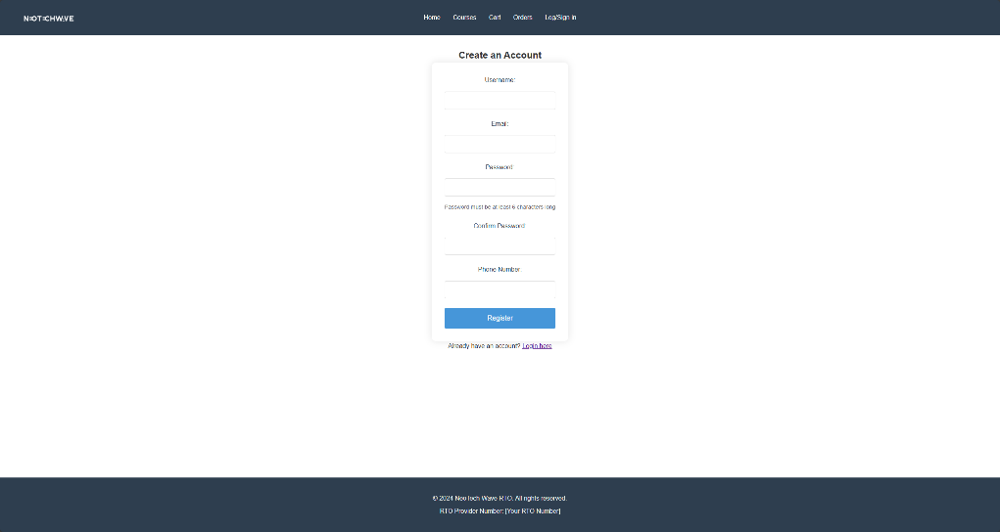 NEOTECHWAVE
Home Courses Cart Orders Log/Sign in
Create an Account
Username:
Email:
Password:
Password must be at least 6 characters long
Confirm Password:
Phone Number:
Register
Already have an account? Login here
© 2024 NeoTech Wave RTO. All rights reserved.
RTO Provider Number: [Your RTO Number]